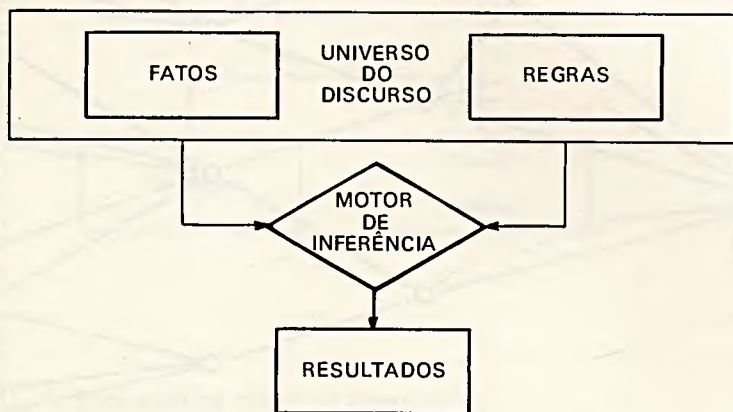 FATOS
UNIVERSO
DO
DISCURSO
REGRAS
MOTOR
DE
INFERÊNCIA
RESULTADOS